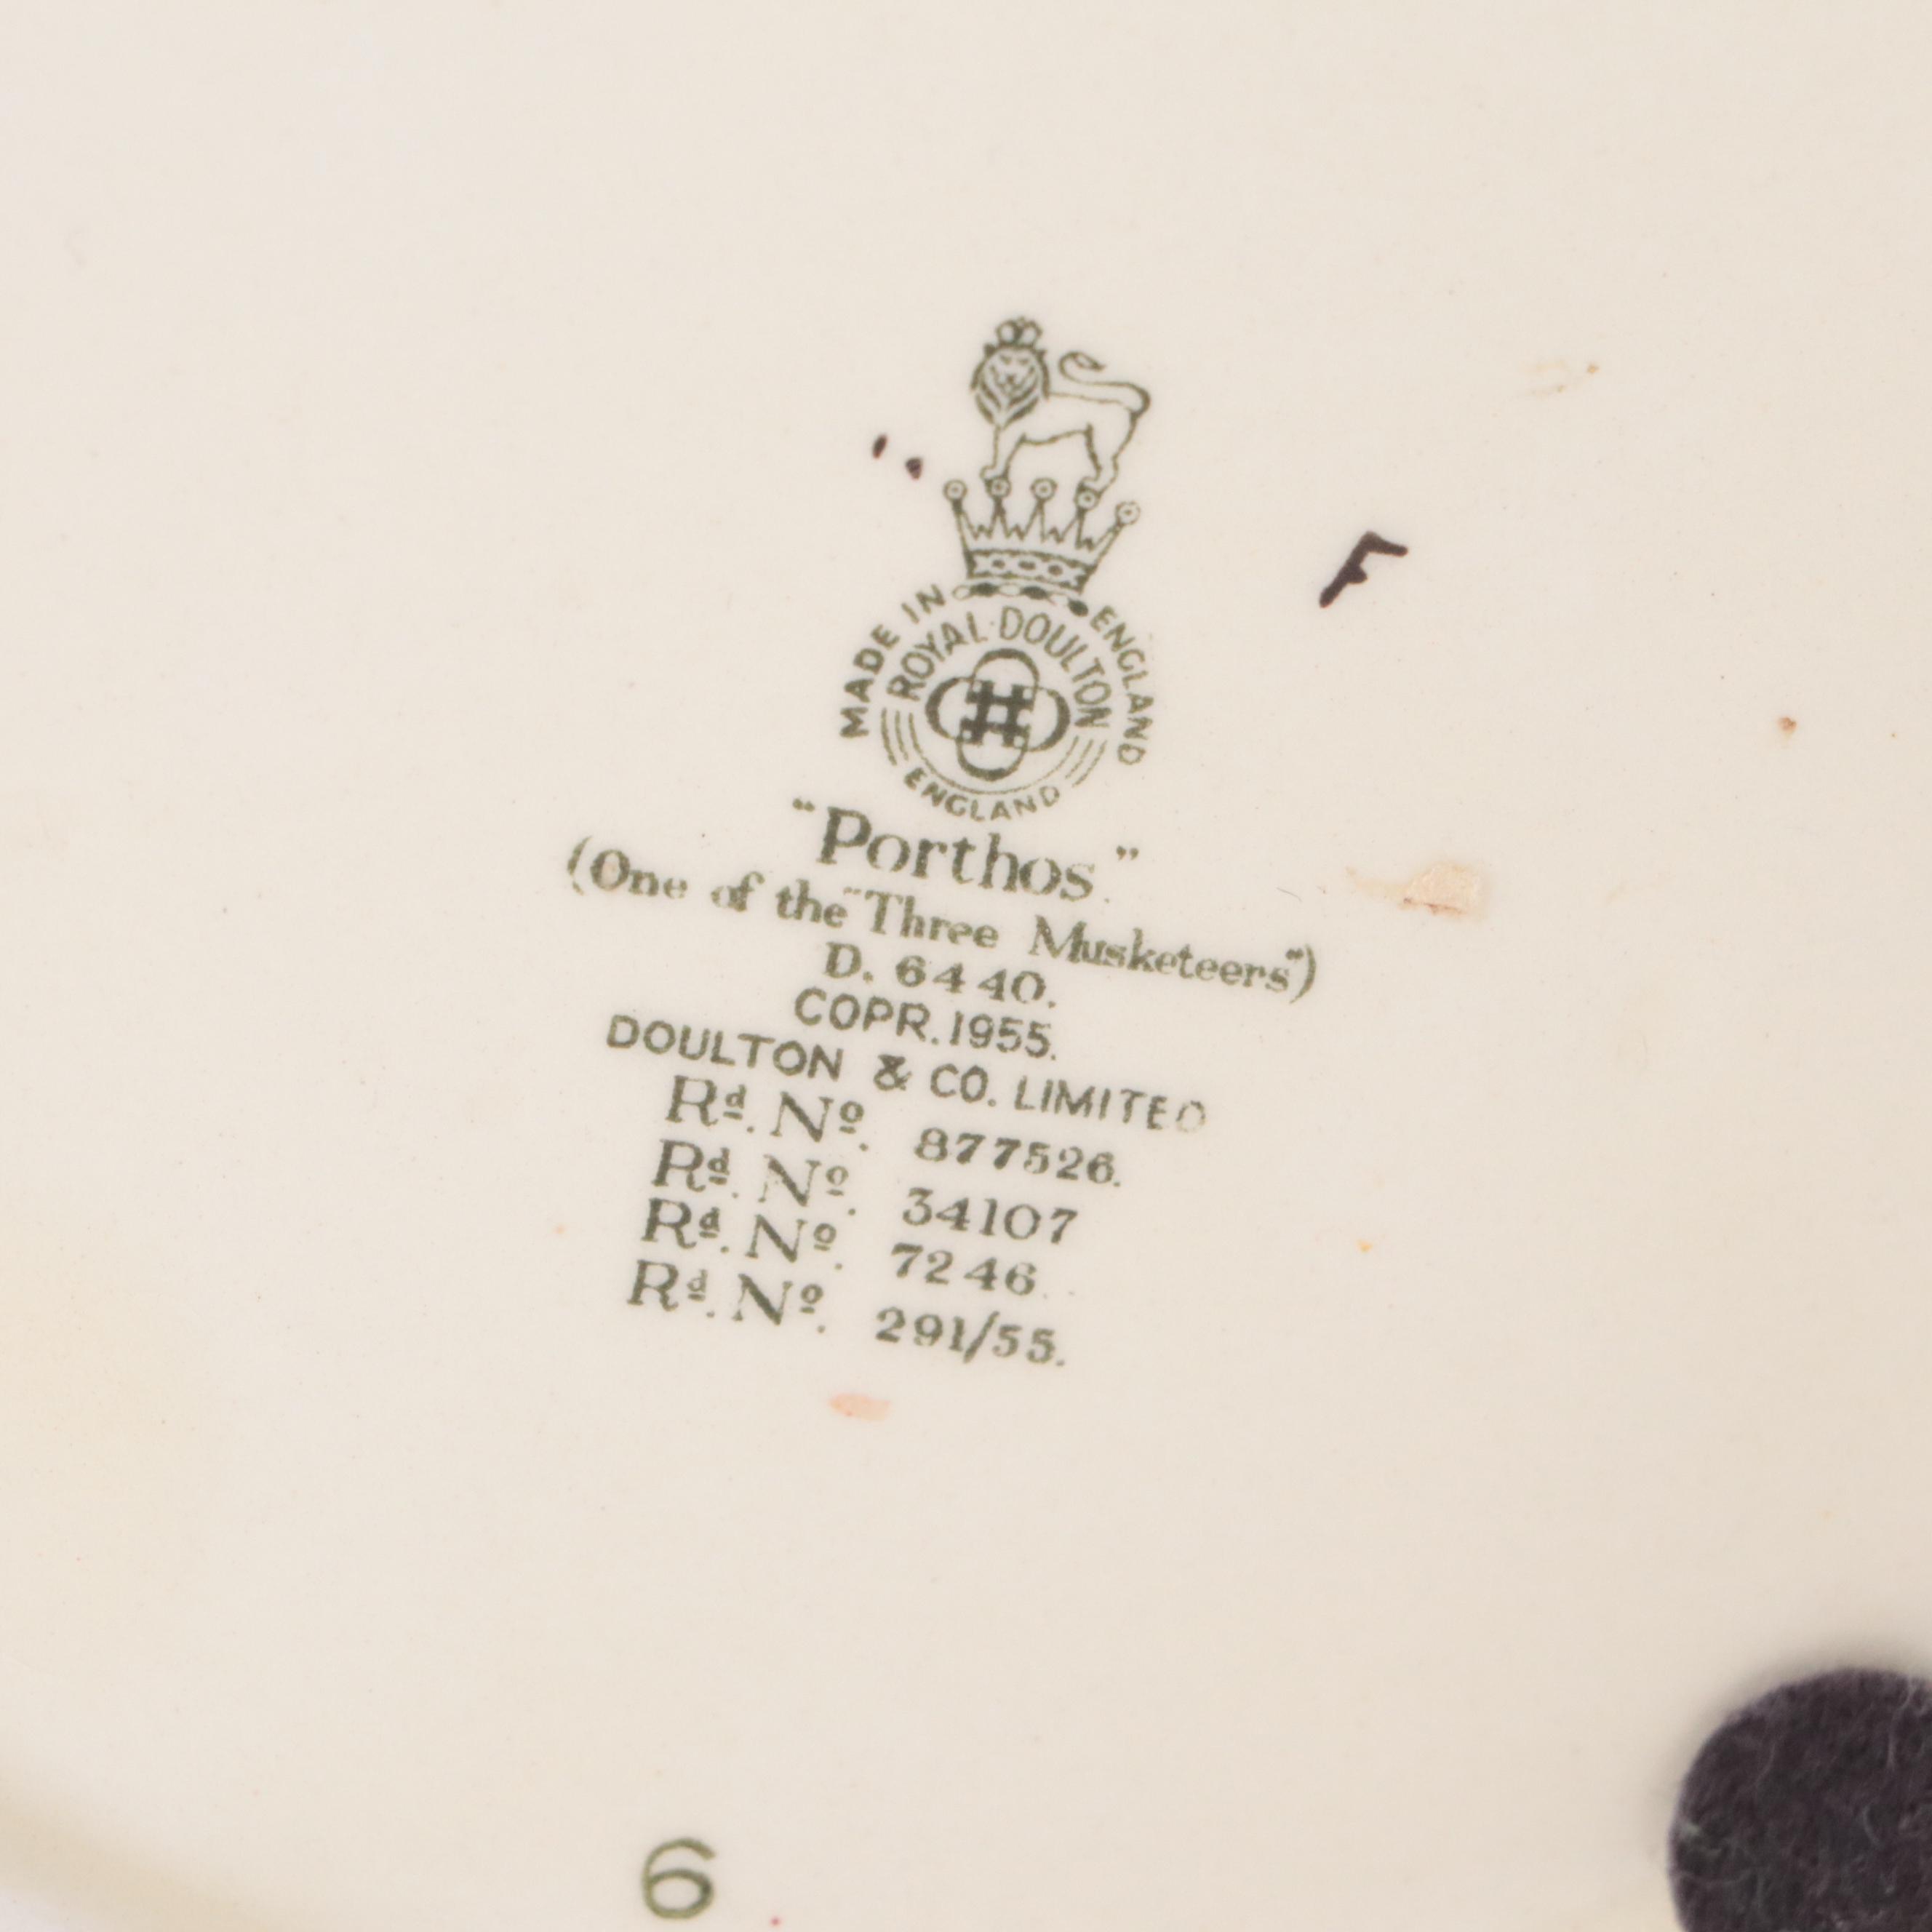 F
MADE IN ENGLAND
ROYAL·DOULTON
ENGLAND
"Porthos."
(One of the "Three Musketeers")
D. 6440.
COPR. 1955.
DOULTON & CO. LIMITED
Rd. No. 877526.
Rd. No. 34107
Rd. No. 7246.
Rd. No. 291/55.
6